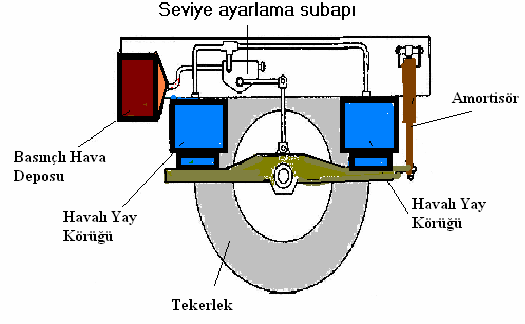 Seviye ayarlama subapı
Amortisör
Basınçlı Hava
Deposu
Havalı Yay
Körüğü
Havalı Yay
Körüğü
Tekerlek